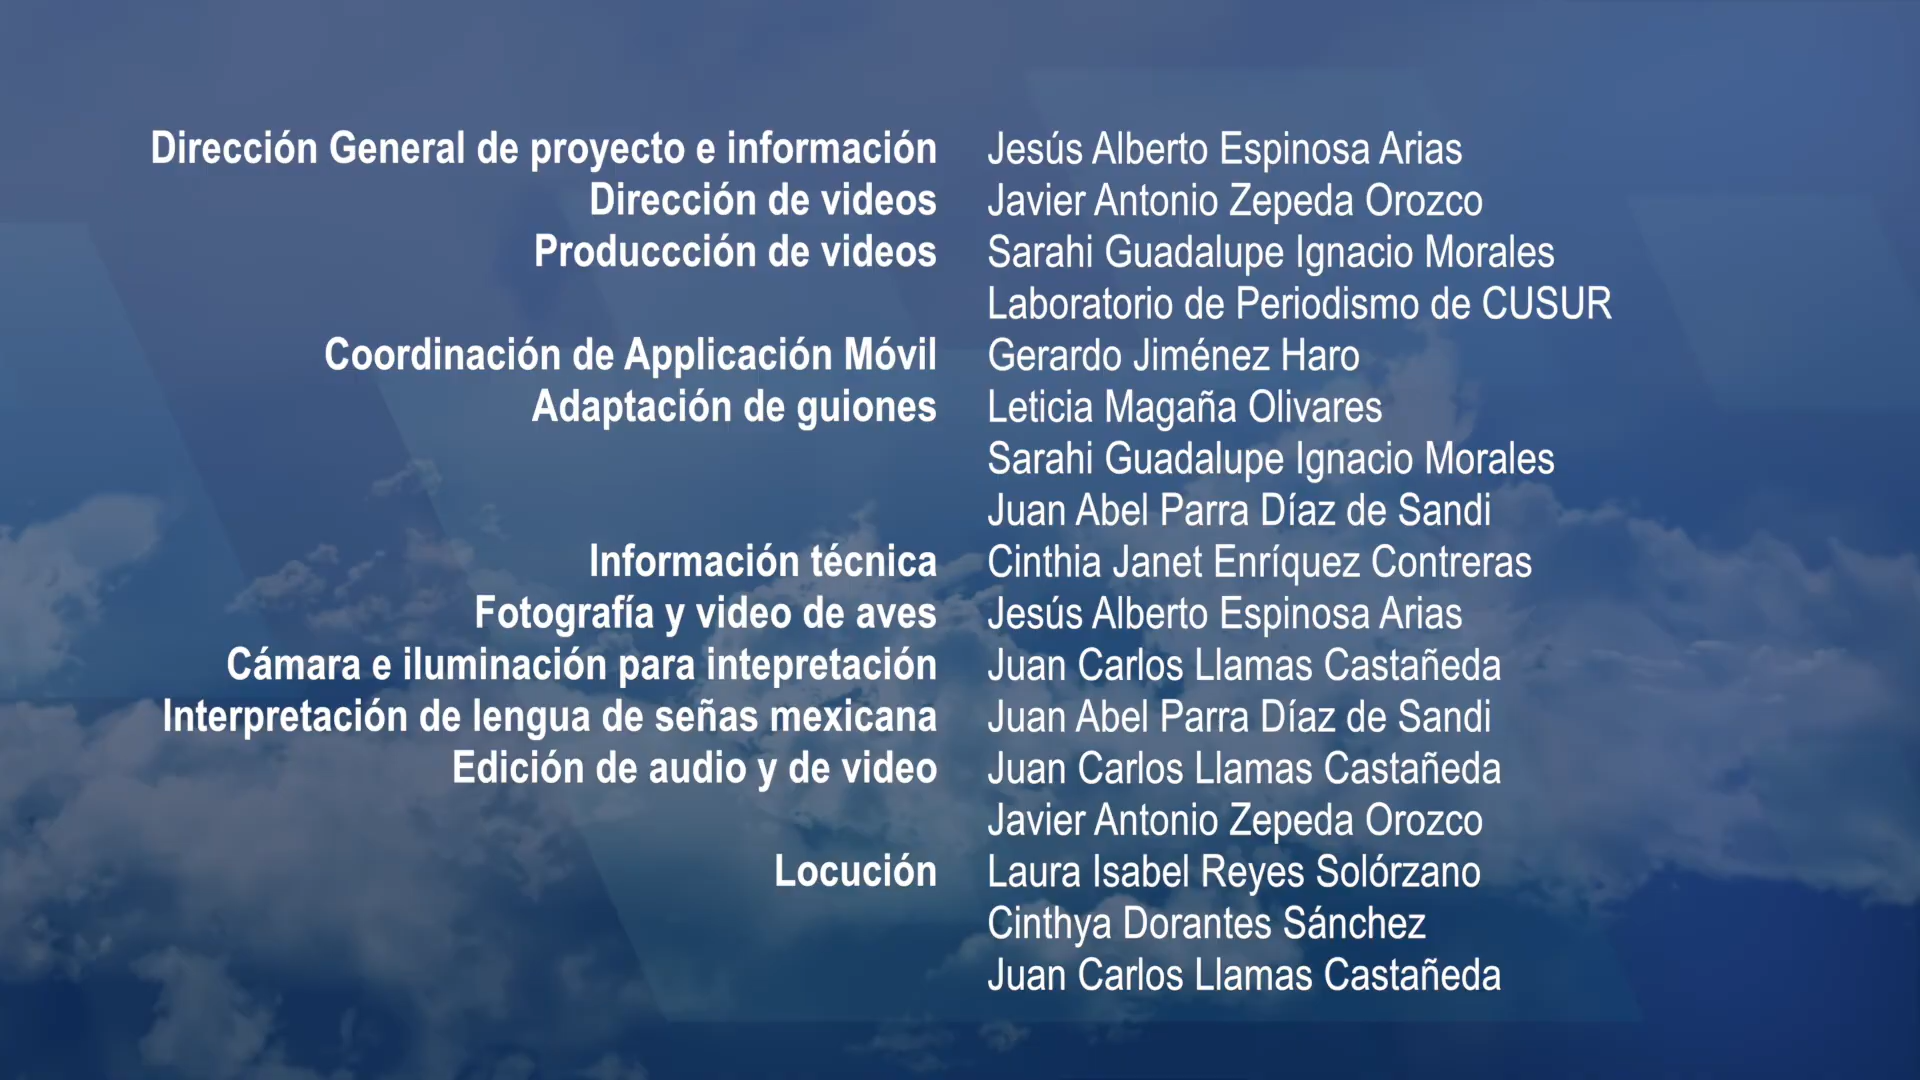 Dirección General de proyecto e información Jesús Alberto Espinosa Arias
Dirección de videos Javier Antonio Zepeda Orozco
Produccción de videos Sarahi Guadalupe Ignacio Morales
Laboratorio de Periodismo de CUSUR
Coordinación de Applicación Móvil Gerardo Jiménez Haro
Adaptación de guiones Leticia Magaña Olivares
Sarahi Guadalupe Ignacio Morales
Juan Abel Parra Díaz de Sandi
Información técnica Cinthia Janet Enríquez Contreras
Fotografía y video de aves Jesús Alberto Espinosa Arias
Cámara e iluminación para intepretación Juan Carlos Llamas Castañeda
Interpretación de lengua de señas mexicana Juan Abel Parra Díaz de Sandi
Edición de audio y de video Juan Carlos Llamas Castañeda
Javier Antonio Zepeda Orozco
Locución Laura Isabel Reyes Solórzano
Cinthya Dorantes Sánchez
Juan Carlos Llamas Castañeda